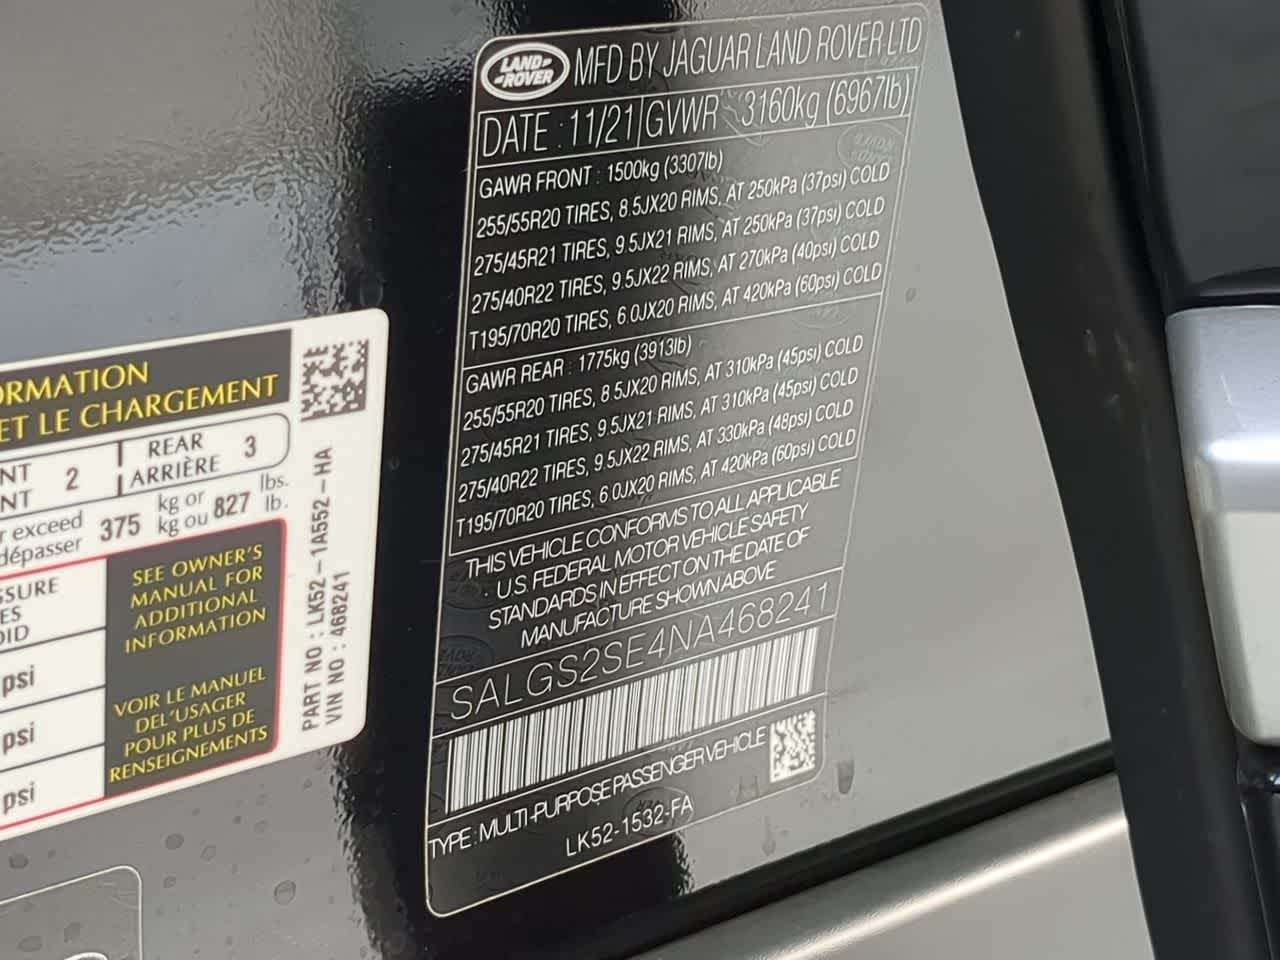 LAND ROVER
MFD BY JAGUAR LAND ROVER LTD
DATE : 11/21 GVWR 3160kg (6967lb)
GAWR FRONT : 1500kg (3307lb)
255/55R20 TIRES, 8.5JX20 RIMS, AT 250kPa (37psi) COLD
275/45R21 TIRES, 9.5JX21 RIMS, AT 250kPa (37psi) COLD
275/40R22 TIRES, 9.5JX22 RIMS, AT 270kPa (40psi) COLD
T195/70R20 TIRES, 6.0JX20 RIMS, AT 420kPa (60psi) COLD
GAWR REAR : 1775kg (3913lb)
255/55R20 TIRES, 8.5JX20 RIMS, AT 310kPa (45psi) COLD
275/45R21 TIRES, 9.5JX21 RIMS, AT 310kPa (45psi) COLD
275/40R22 TIRES, 9.5JX22 RIMS, AT 330kPa (48psi) COLD
T195/70R20 TIRES, 6.0JX20 RIMS, AT 420kPa (60psi) COLD
THIS VEHICLE CONFORMS TO ALL APPLICABLE
U.S. FEDERAL MOTOR VEHICLE SAFETY
STANDARDS IN EFFECT ON THE DATE OF
MANUFACTURE SHOWN ABOVE
SALGS2SE4NA468241
TYPE : MULTI-PURPOSE PASSENGER VEHICLE
LK52-1532-FA
ORMATION
ET LE CHARGEMENT
NT 2 REAR 3
NT ARRIÈRE
r exceed 375 kg or 827 lbs.
dépasser kg ou lb.
SSURE
ES
OID
psi
psi
psi
SEE OWNER'S
MANUAL FOR
ADDITIONAL
INFORMATION
VOIR LE MANUEL
DEL'USAGER
POUR PLUS DE
RENSEIGNEMENTS
PART NO : LK52-1A552-HA
VIN NO : 468241